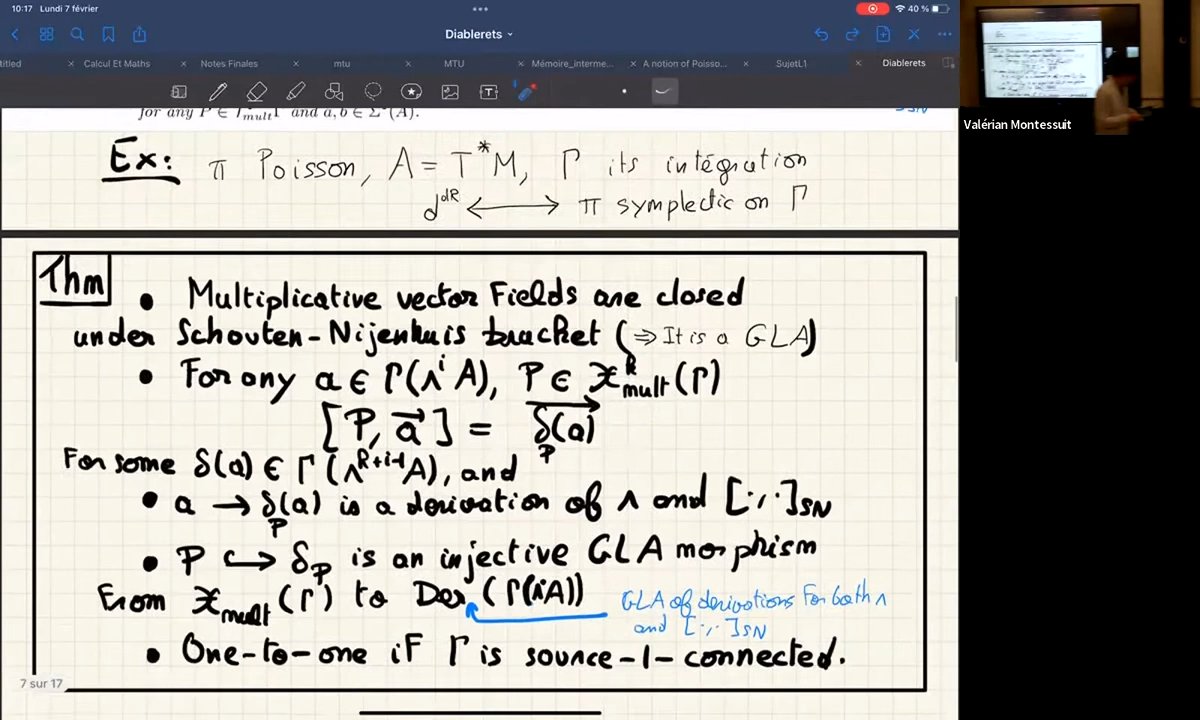 10:17 Lundi 7 février
40 %
Diablerets
Calcul Et Maths
Notes Finales
mtu
MTU
Mémoire_interme...
A notion of Poisso...
SujetL1
Diablerets
for any P ∈ and a, b ∈ (A).
Ex: π Poisson, A = T*M, Γ its intégration
d^{dR} ⟷ π symplectic on Γ
Thm
• Multiplicative vector Fields are closed
under Schouten-Nijenhuis bracket (⇒ It is a GLA)
• For any a ∈ Γ(∧^i A), P ∈ 𝔛^k_mult(Γ)
[P, a⃗] = δ_P(a)⃗
For some δ(a) ∈ Γ(∧^{k+i-1}A), and
• a → δ_P(a) is a derivation of ∧ and [·,·]_SN
• P ↪ δ_P is an injective GLA morphism
From 𝔛_mult(Γ) to Der(Γ(∧^•A))
GLA of derivations For both ∧
and [·,·]_SN
• One-to-one if Γ is source-1-connected.
7 sur 17
Valérian Montessuit